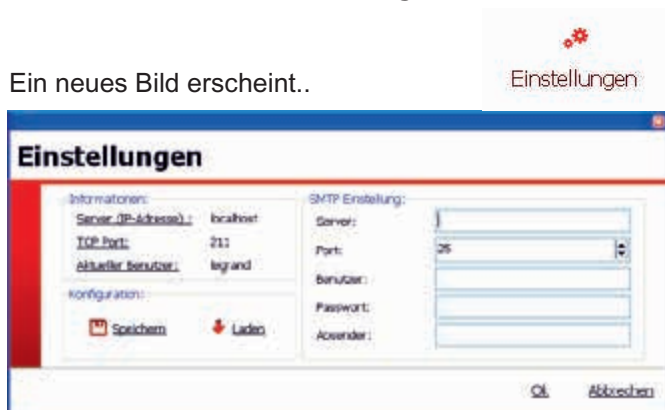 Einstellungen
Ein neues Bild erscheint..
Einstellungen
Informationen:
Server (IP-Adresse) : localhost
TCP Port: 211
Aktueller Benutzer: legrand
Konfiguration:
Speichern Laden
SMTP Einstellung:
Server:
Port: 25
Benutzer:
Passwort:
Absender:
Ok Abbrechen